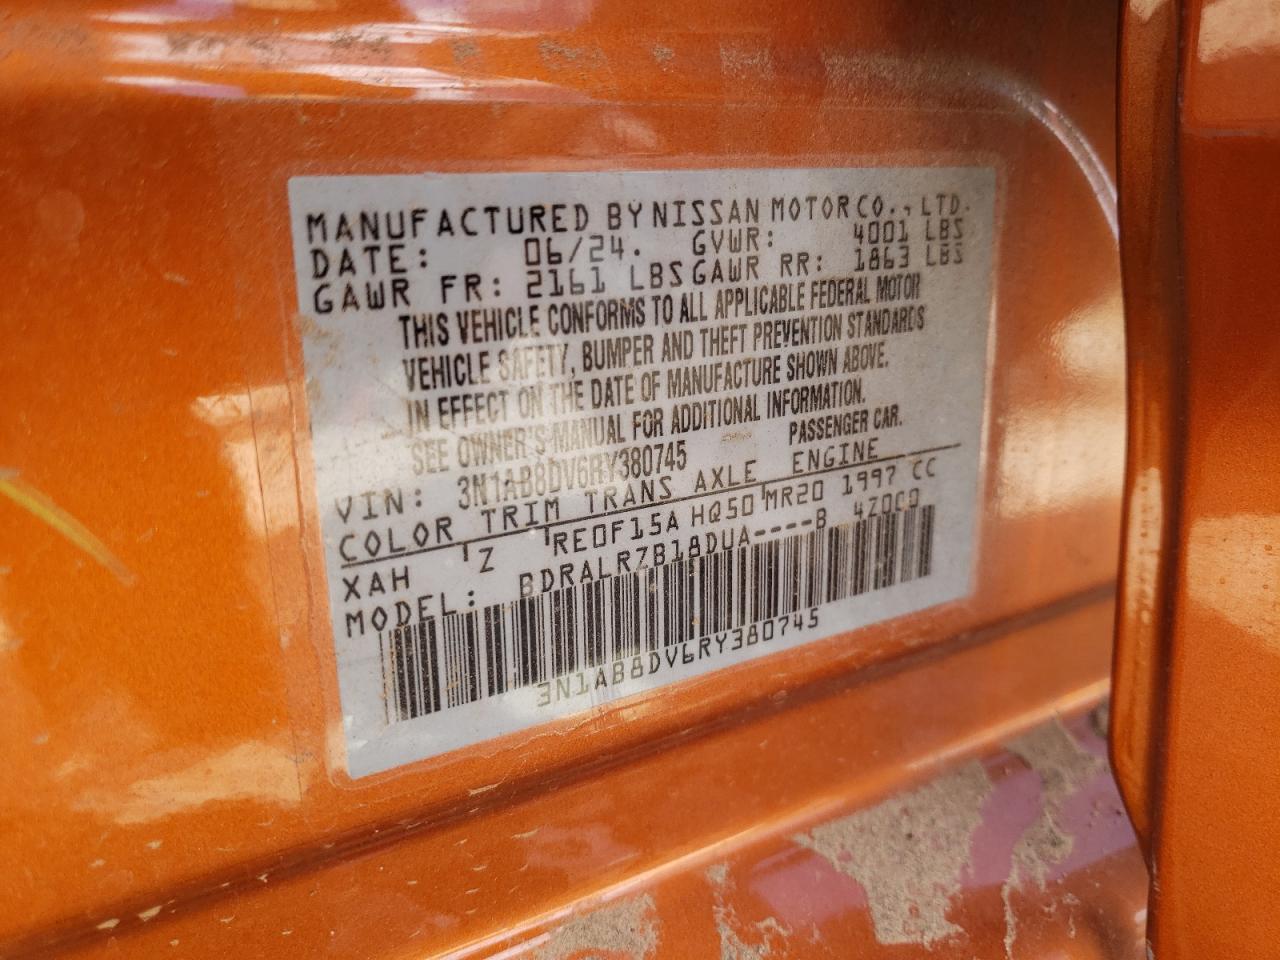 MANUFACTURED BY NISSAN MOTOR CO., LTD.
DATE: 06/24. GVWR: 4001 LBS
GAWR FR: 2161 LBS GAWR RR: 1863 LBS
THIS VEHICLE CONFORMS TO ALL APPLICABLE FEDERAL MOTOR
VEHICLE SAFETY, BUMPER AND THEFT PREVENTION STANDARDS
IN EFFECT ON THE DATE OF MANUFACTURE SHOWN ABOVE.
SEE OWNER'S MANUAL FOR ADDITIONAL INFORMATION.
VIN: 3N1AB8DV6RY380745 PASSENGER CAR.
COLOR TRIM TRANS AXLE ENGINE
XAH Z RE0F15A HQ50 MR20 1997 CC
MODEL: BDRALRZB18DUA----B 4Z000
3N1AB8DV6RY380745